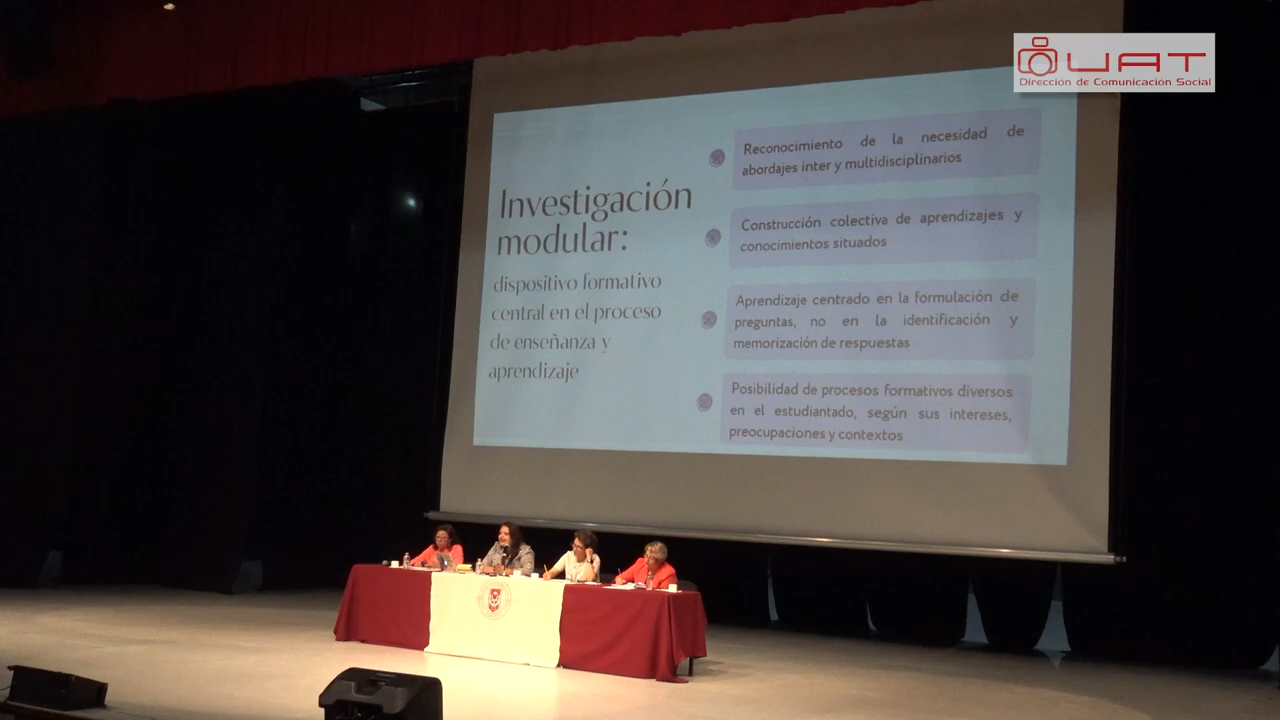 UAT
Dirección de Comunicación Social
Investigación
modular:
dispositivo formativo
central en el proceso
de enseñanza y
aprendizaje
Reconocimiento de la necesidad de
abordajes inter y multidisciplinarios
Construcción colectiva de aprendizajes y
conocimientos situados
Aprendizaje centrado en la formulación de
preguntas, no en la identificación y
memorización de respuestas
Posibilidad de procesos formativos diversos
en el estudiantado, según sus intereses,
preocupaciones y contextos